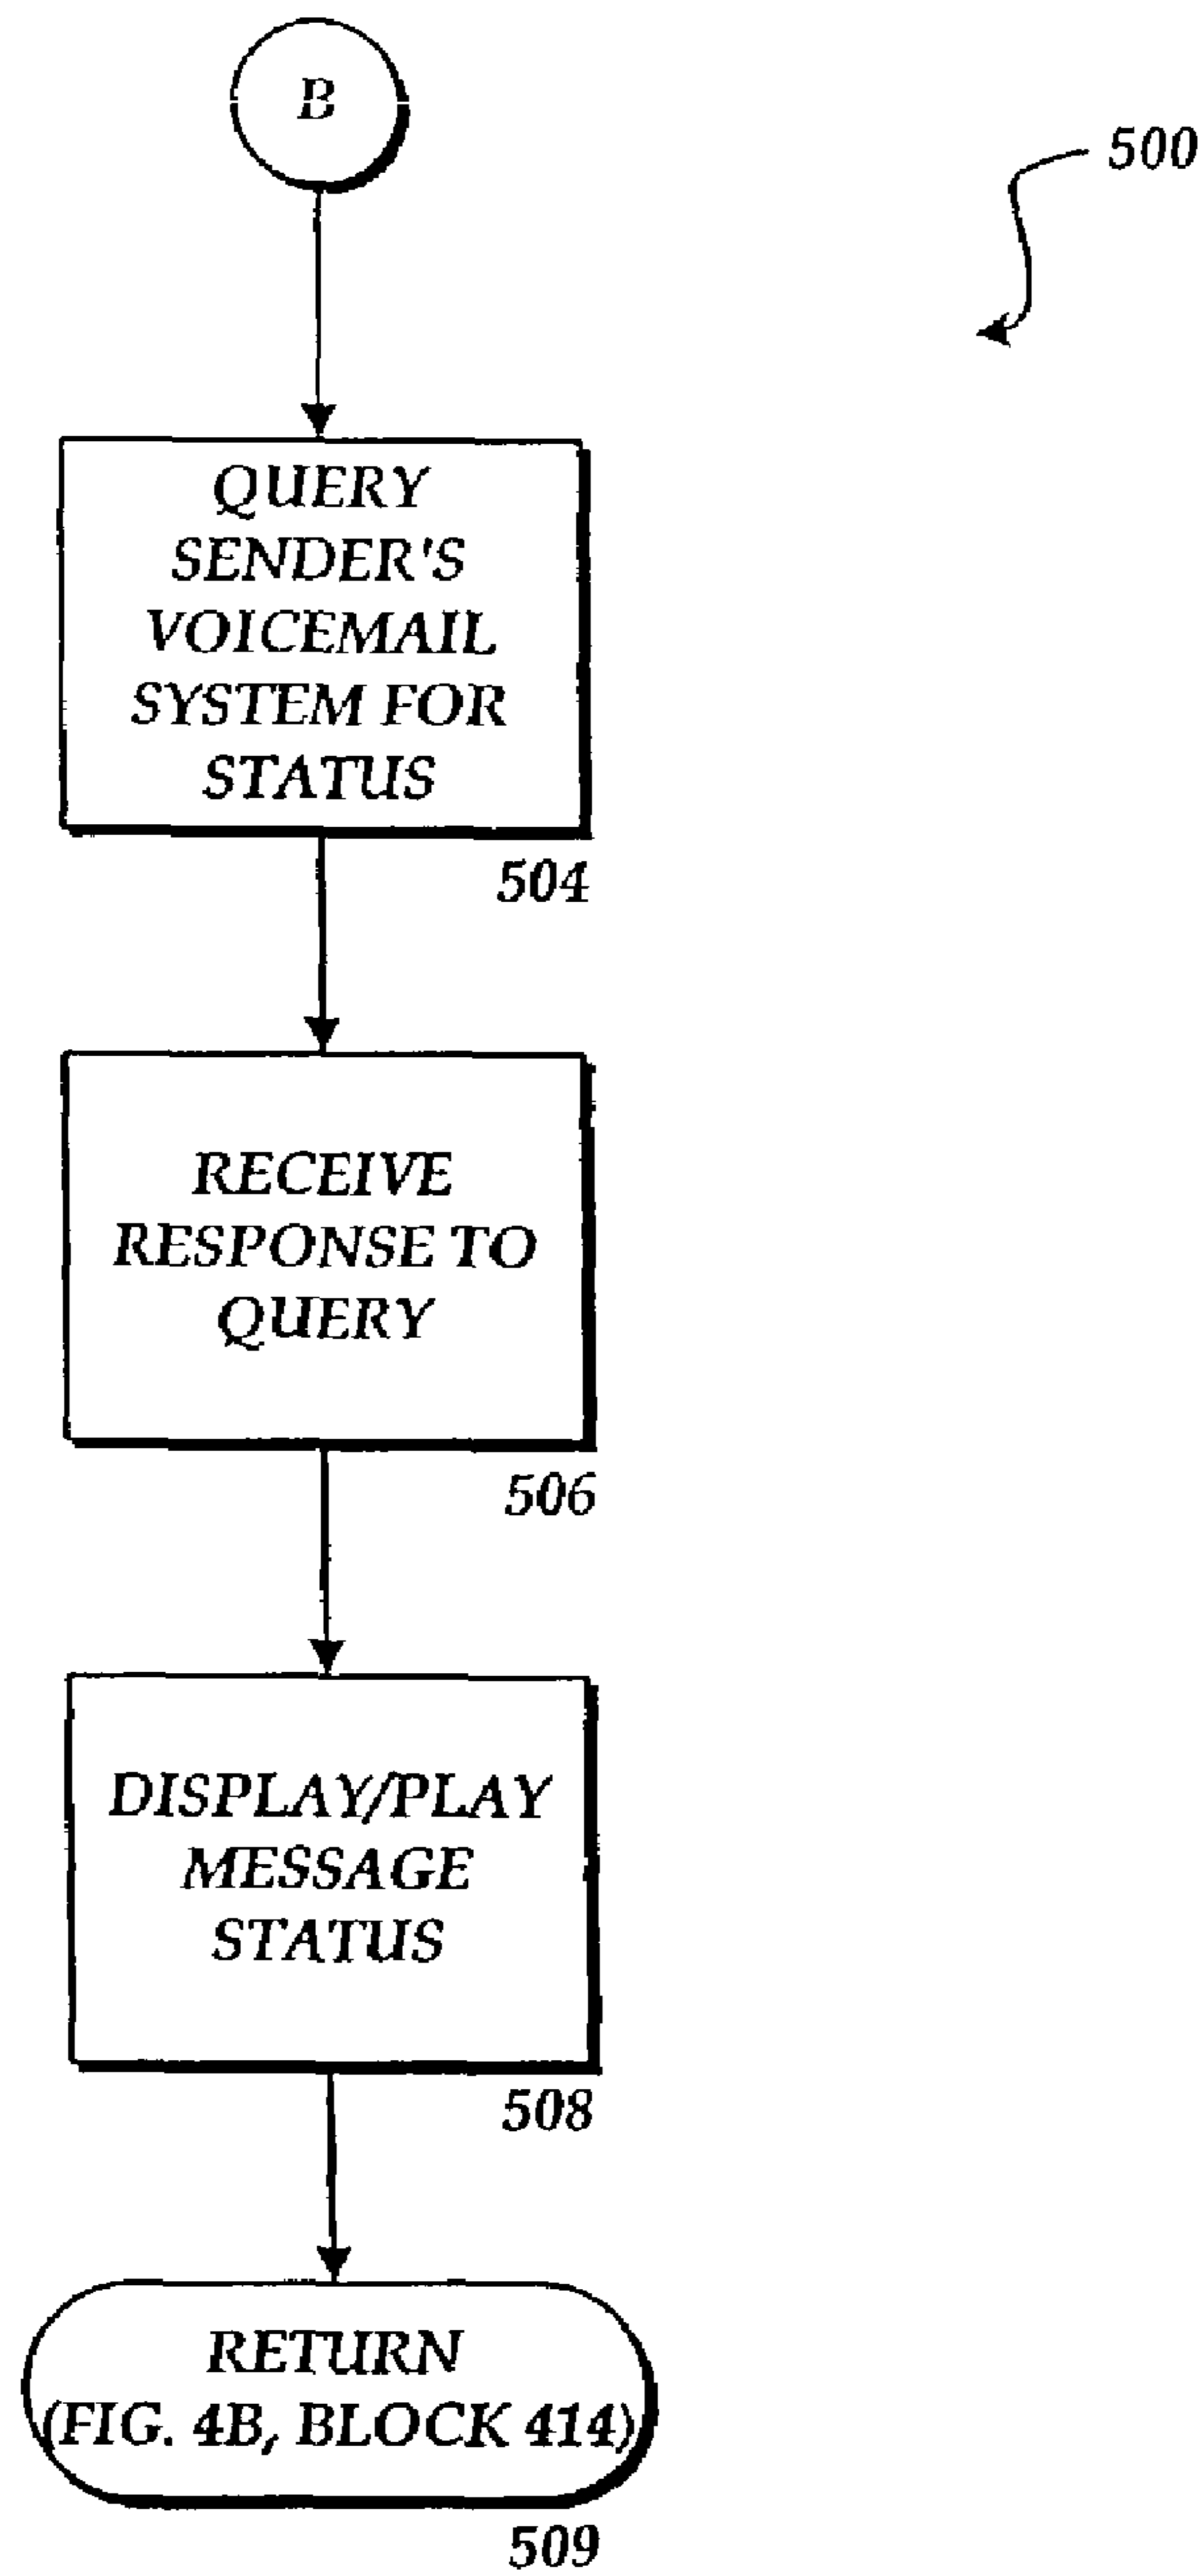 B
500
QUERY
SENDER'S
VOICEMAIL
SYSTEM FOR
STATUS
504
RECEIVE
RESPONSE TO
QUERY
506
DISPLAY/PLAY
MESSAGE
STATUS
508
RETURN
(FIG. 4B, BLOCK 414)
509